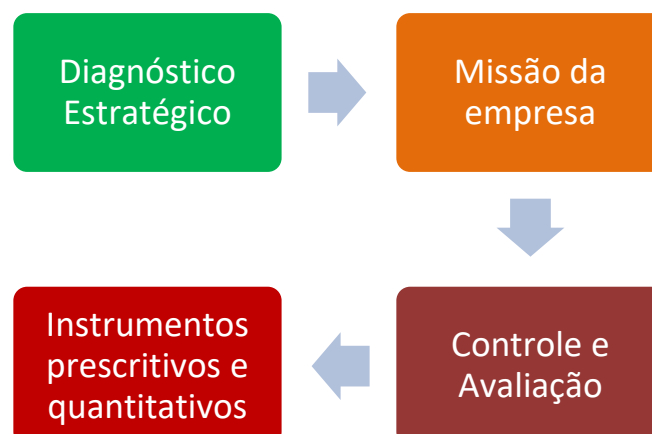 Diagnóstico
Estratégico
Missão da
empresa
Controle e
Avaliação
Instrumentos
prescritivos e
quantitativos